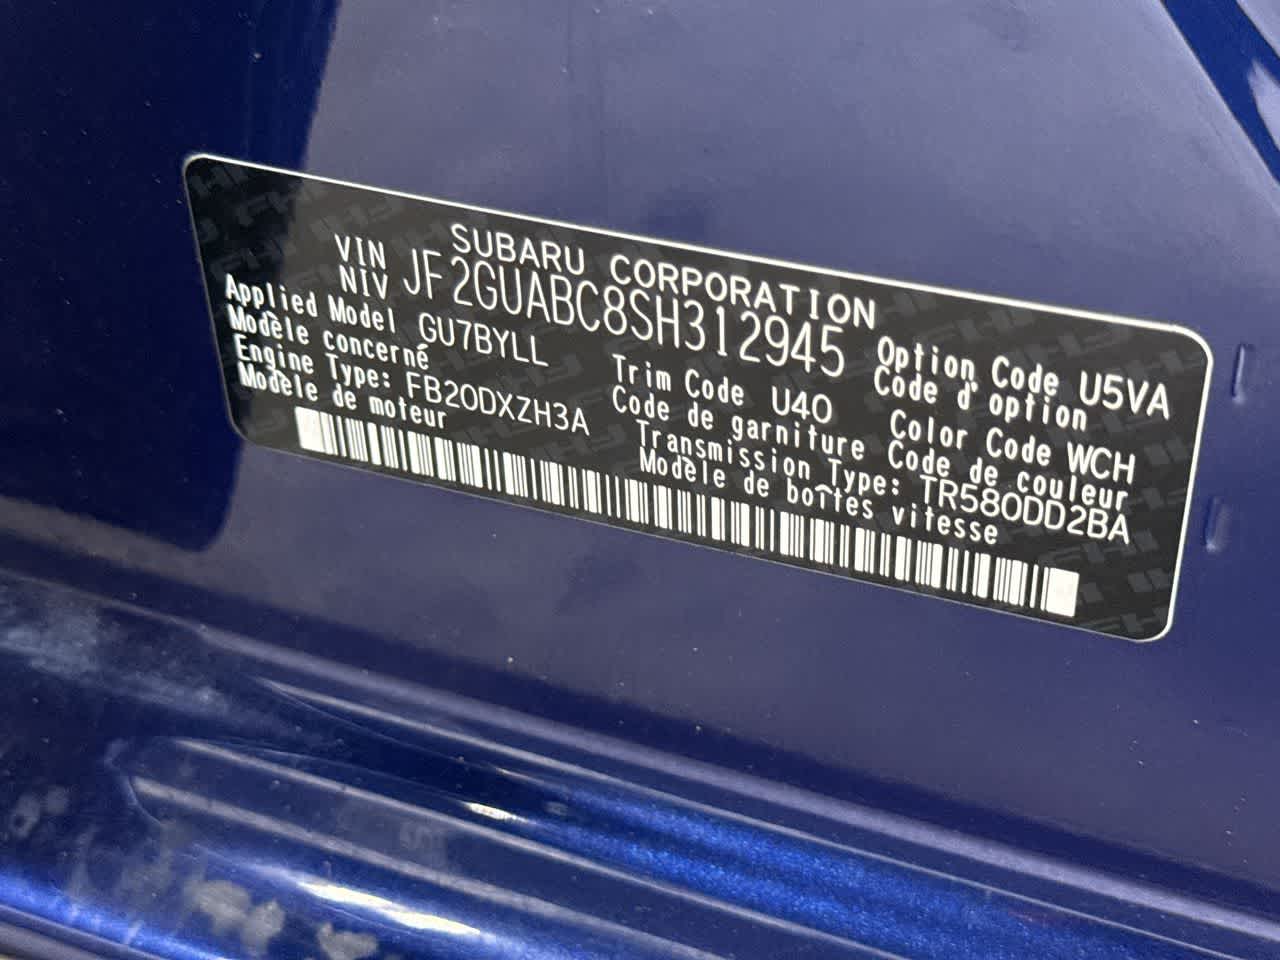 SUBARU CORPORATION
VIN
NIV JF2GUABC8SH312945
Applied Model GU7BYLL
Modèle concerné
Engine Type: FB20DXZH3A
Modèle de moteur
Option Code U5VA
Code d'option
Trim Code U40
Code de garniture
Color Code WCH
Code de couleur
Transmission Type: TR580DD2BA
Modèle de boîtes vitesse